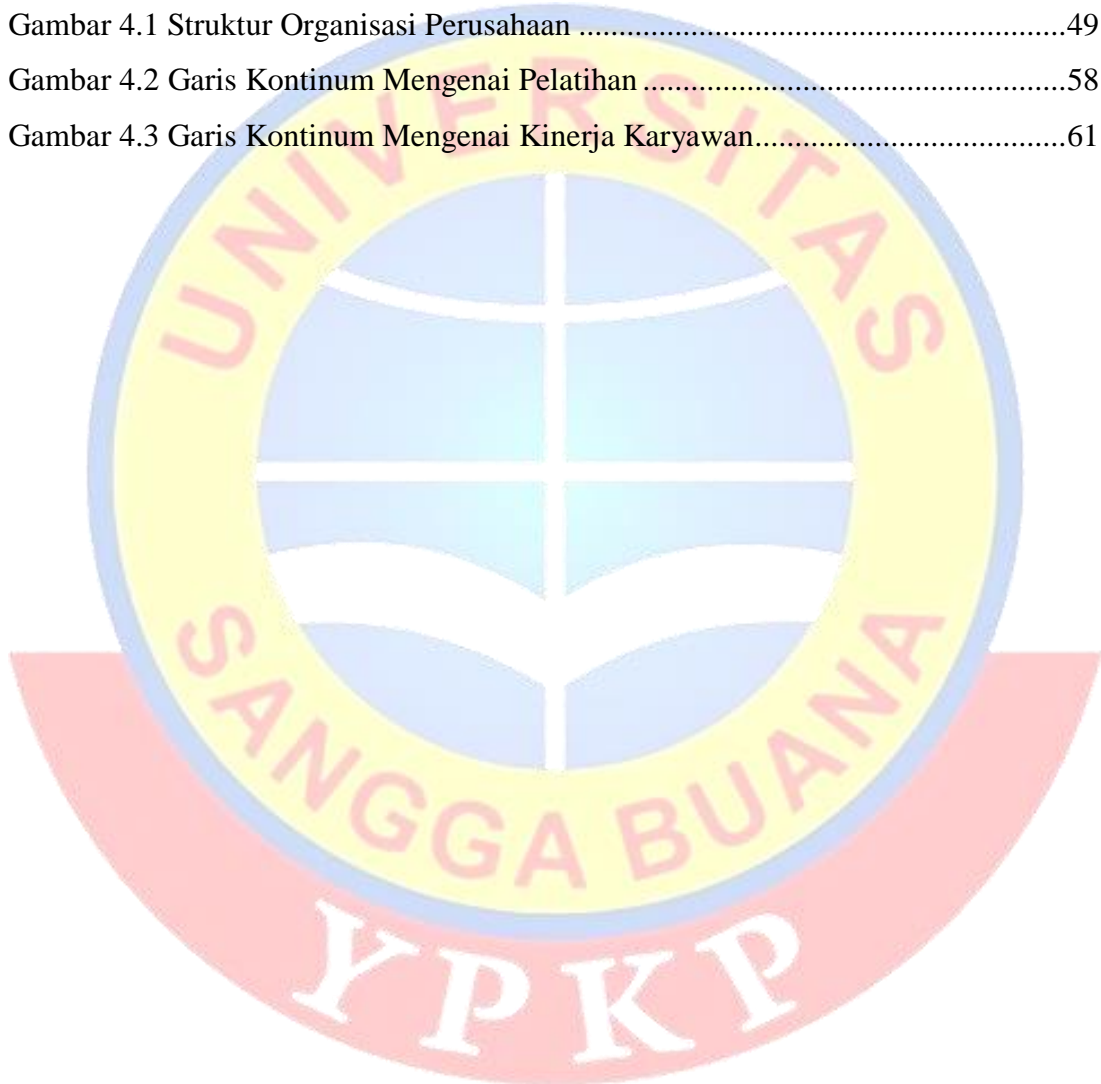 Gambar 4.1 Struktur Organisasi Perusahaan ............................................................49
Gambar 4.2 Garis Kontinum Mengenai Pelatihan ....................................................58
Gambar 4.3 Garis Kontinum Mengenai Kinerja Karyawan......................................61
UNIVERSITAS
SANGGA BUANA
YPKP